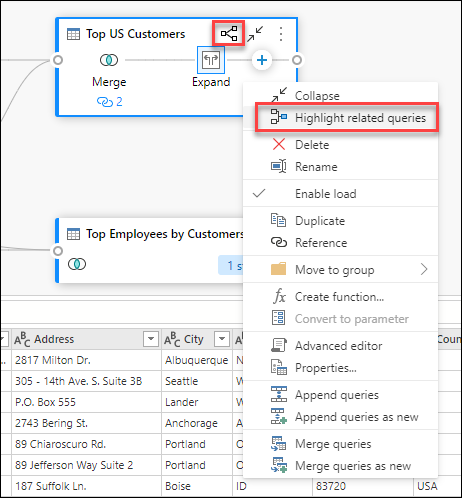 Top US Customers
Merge
Expand
2
Collapse
Highlight related queries
Delete
Rename
Enable load
Top Employees by Customers
1 s
Duplicate
Reference
Move to group
Create function...
Convert to parameter
Advanced editor
Properties...
Append queries
Append queries as new
Merge queries
Merge queries as new
ABC Address ABC City ABC Coun
2817 Milton Dr. Albuquerque N
305 - 14th Ave. S. Suite 3B Seattle W
P.O. Box 555 Lander W
2743 Bering St. Anchorage A
89 Chiaroscuro Rd. Portland O
89 Jefferson Way Suite 2 Portland O
187 Suffolk Ln. Boise ID 83720 USA